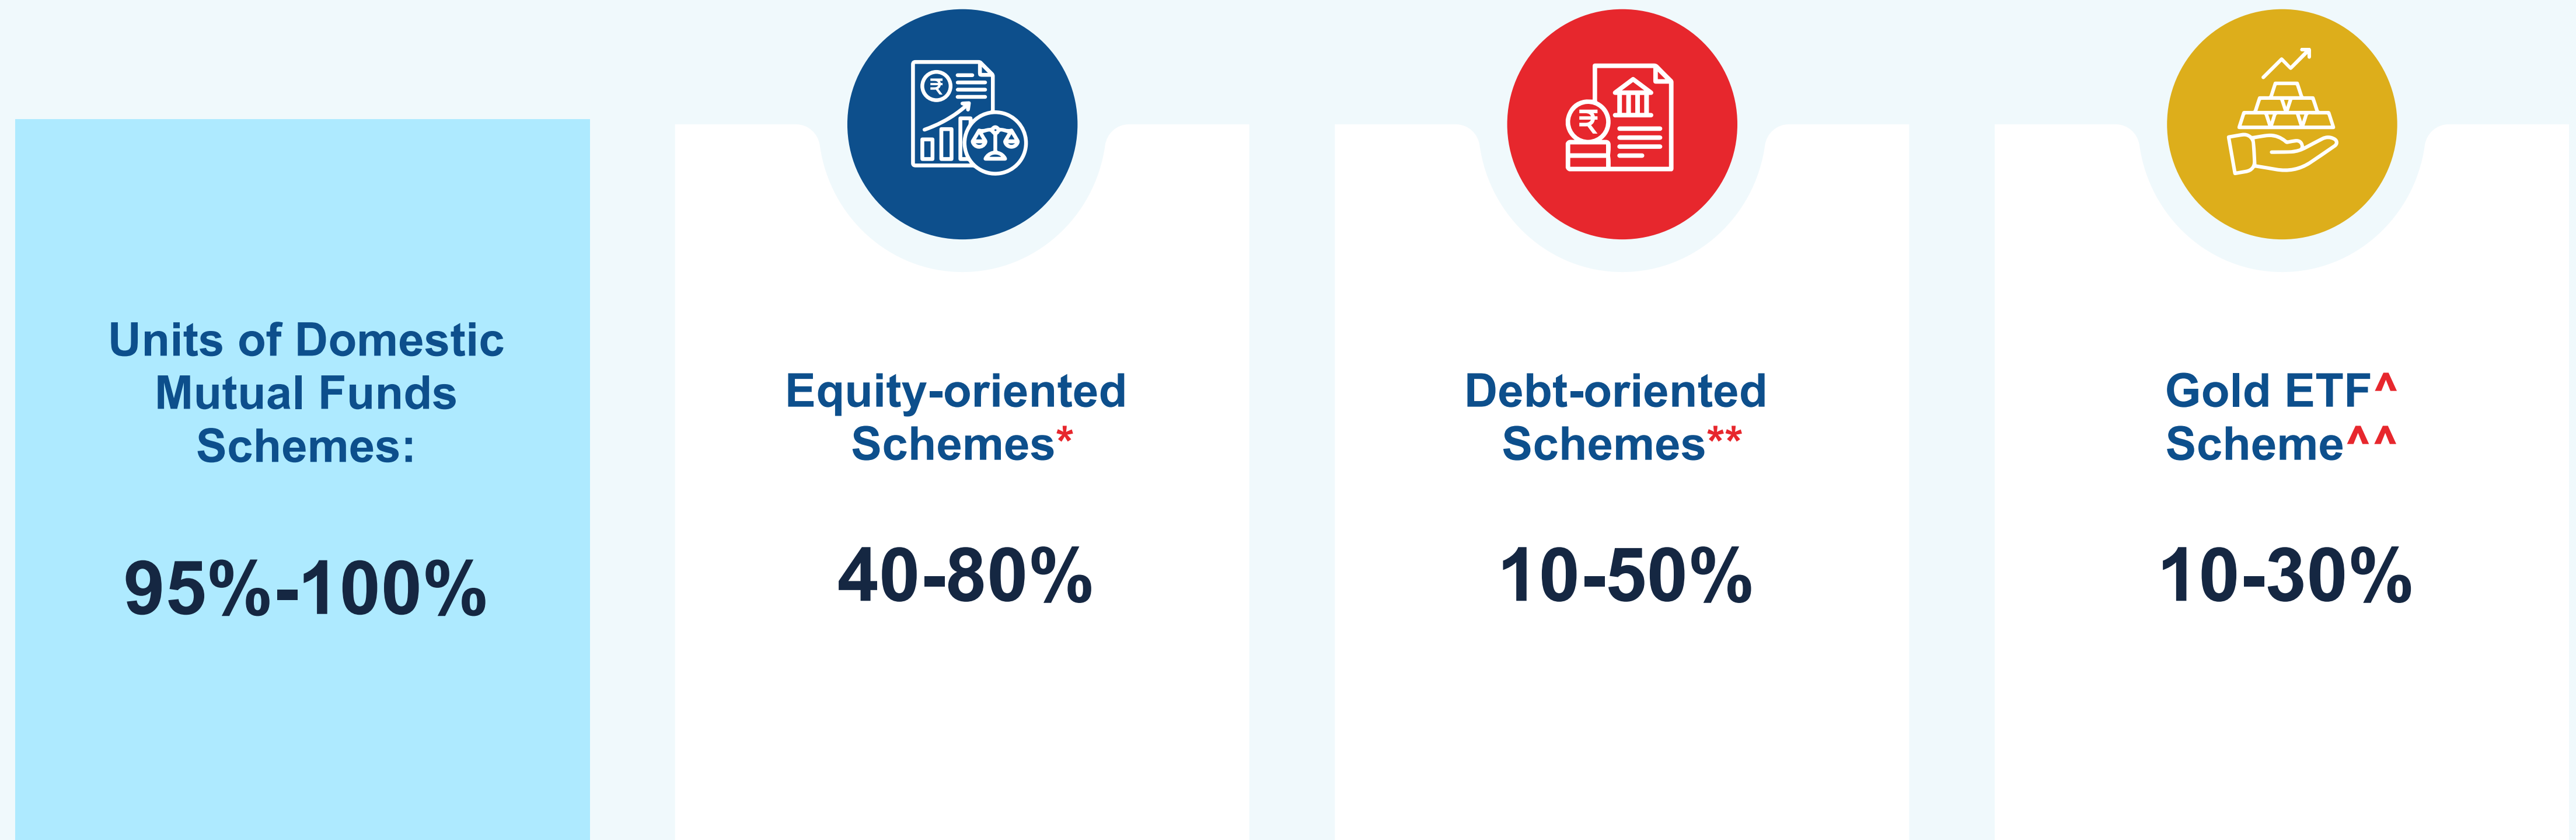 Units of Domestic
Mutual Funds
Schemes:
95%-100%
₹
Equity-oriented
Schemes*
40-80%
₹
Debt-oriented
Schemes**
10-50%
Gold ETF^
Scheme^^
10-30%